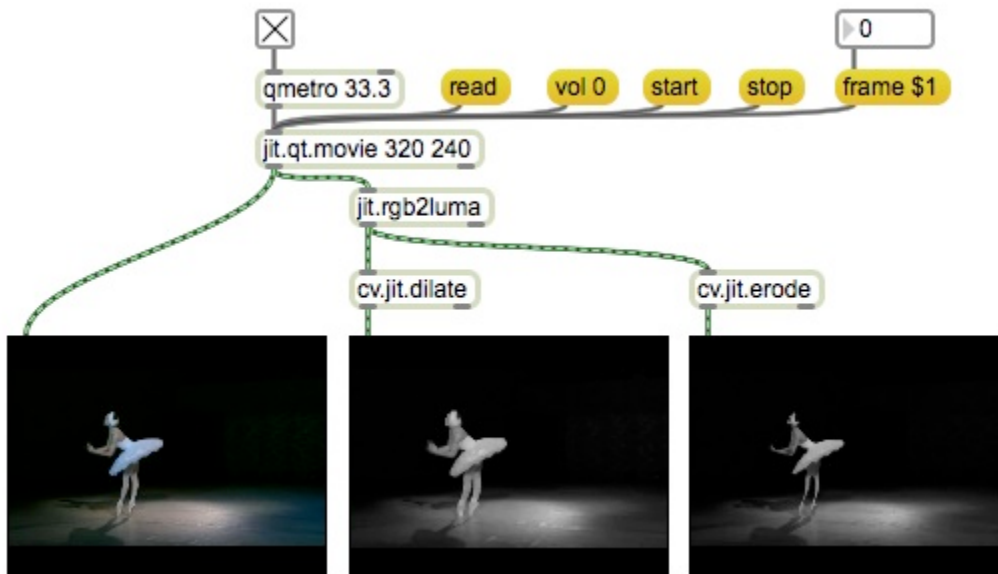 0
qmetro 33.3
read
vol 0
start
stop
frame $1
jit.qt.movie 320 240
jit.rgb2luma
cv.jit.dilate
cv.jit.erode